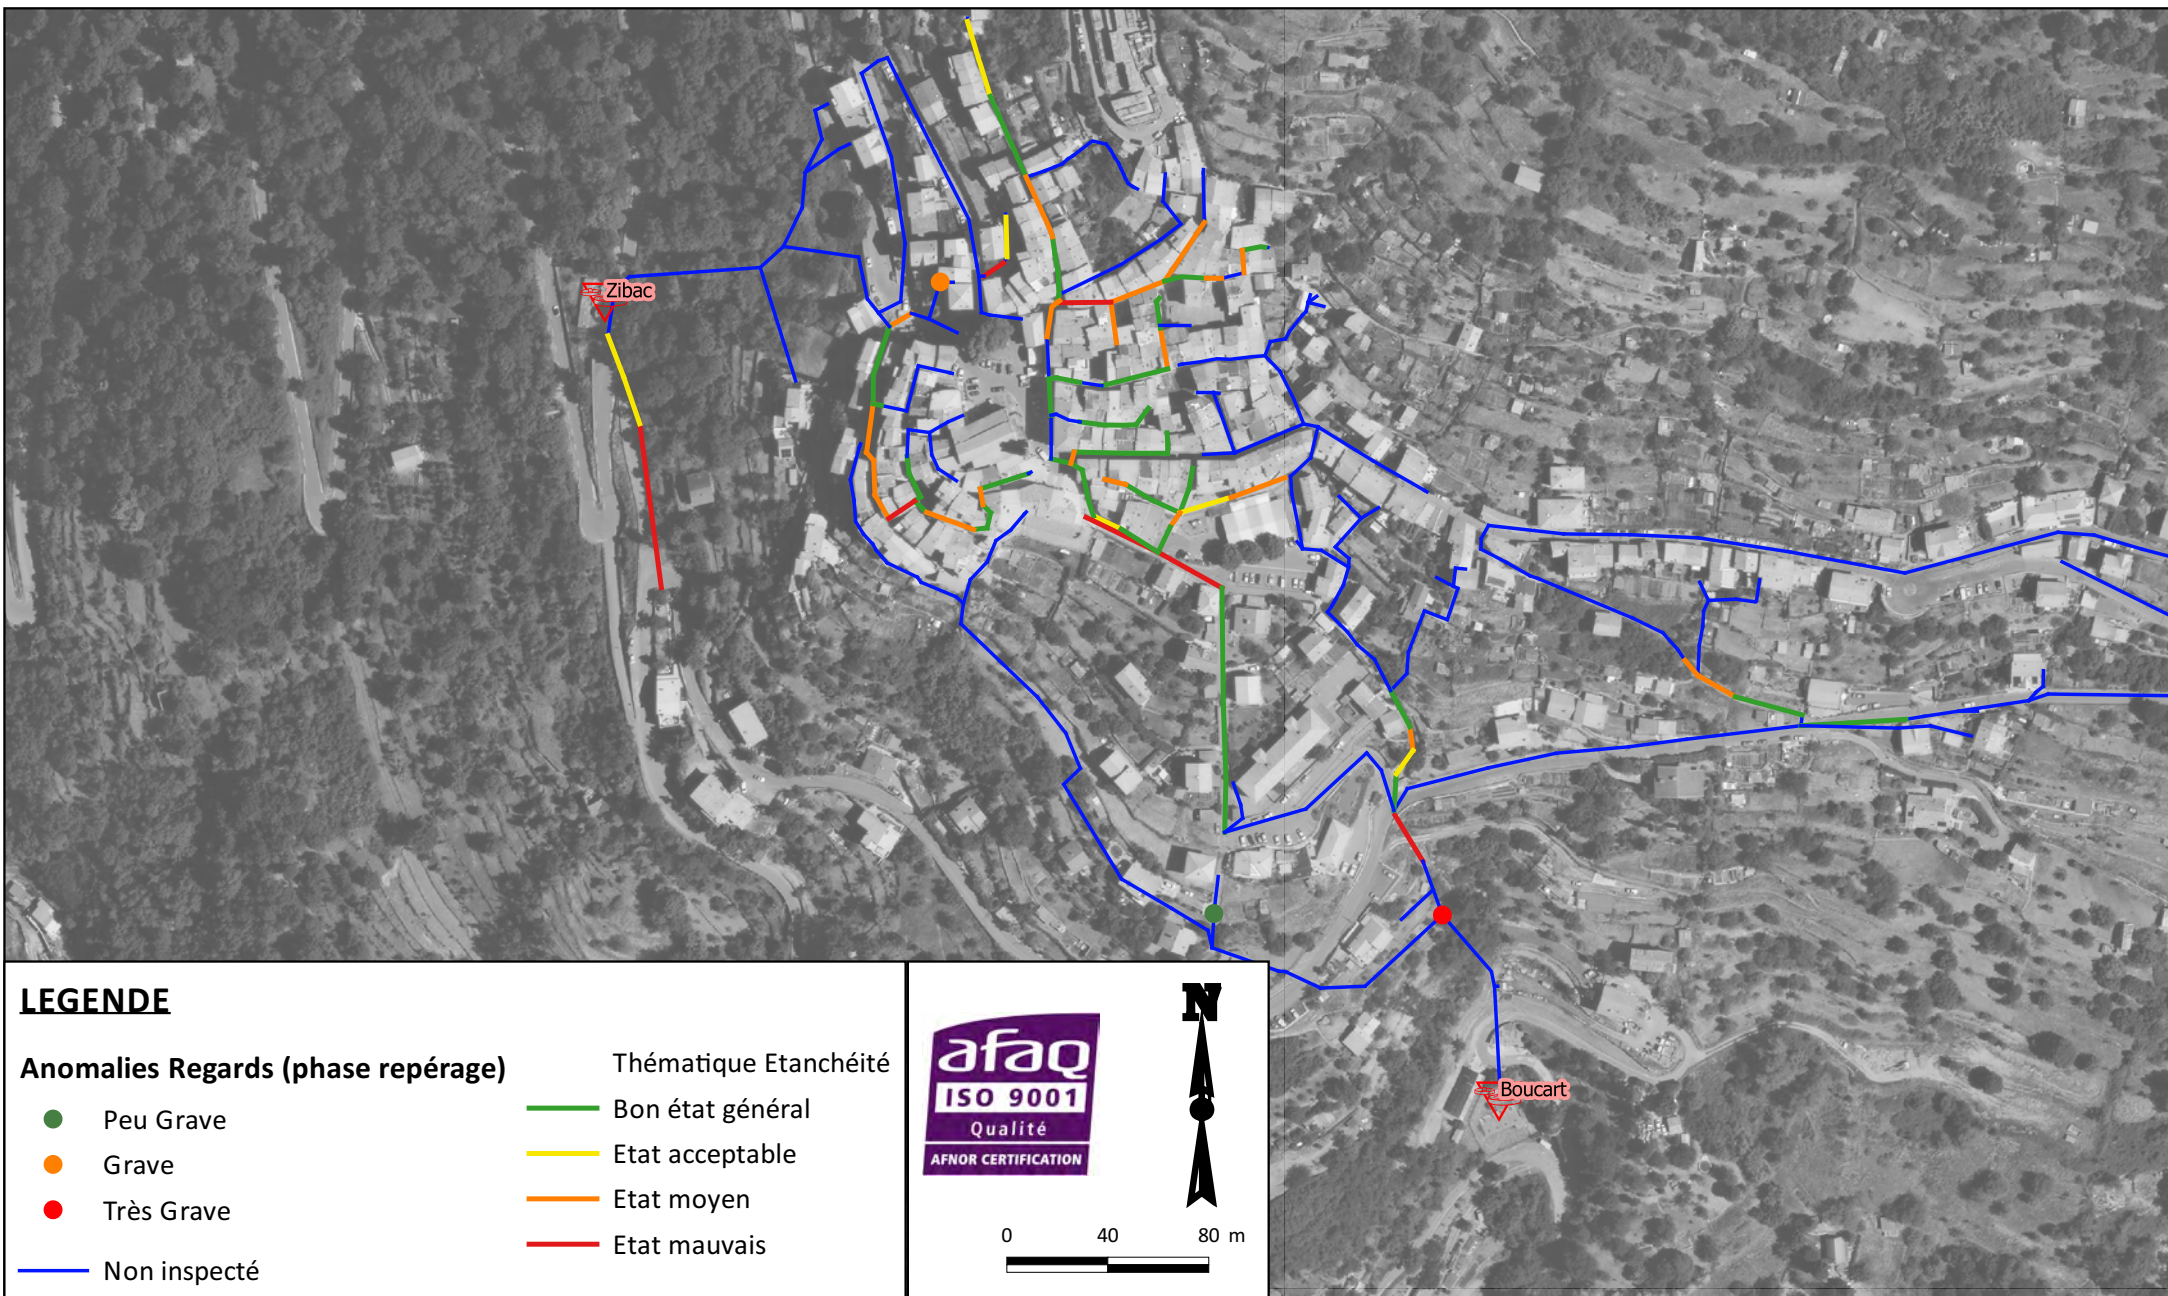 Zibac
Boucart
LEGENDE
Anomalies Regards (phase repérage)
Peu Grave
Grave
Très Grave
Non inspecté
Thématique Etanchéité
Bon état général
Etat acceptable
Etat moyen
Etat mauvais
afaq
ISO 9001
Qualité
AFNOR CERTIFICATION
N
0 40 80 m